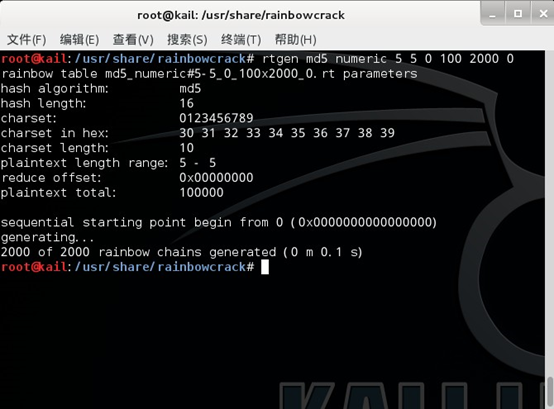 root@kail: /usr/share/rainbowcrack
文件(F) 编辑(E) 查看(V) 搜索(S) 终端(T) 帮助(H)
root@kail:/usr/share/rainbowcrack# rtgen md5 numeric 5 5 0 100 2000 0
rainbow table md5_numeric#5-5_0_100x2000_0.rt parameters
hash algorithm: md5
hash length: 16
charset: 0123456789
charset in hex: 30 31 32 33 34 35 36 37 38 39
charset length: 10
plaintext length range: 5 - 5
reduce offset: 0x00000000
plaintext total: 100000
sequential starting point begin from 0 (0x0000000000000000)
generating...
2000 of 2000 rainbow chains generated (0 m 0.1 s)
root@kail:/usr/share/rainbowcrack#